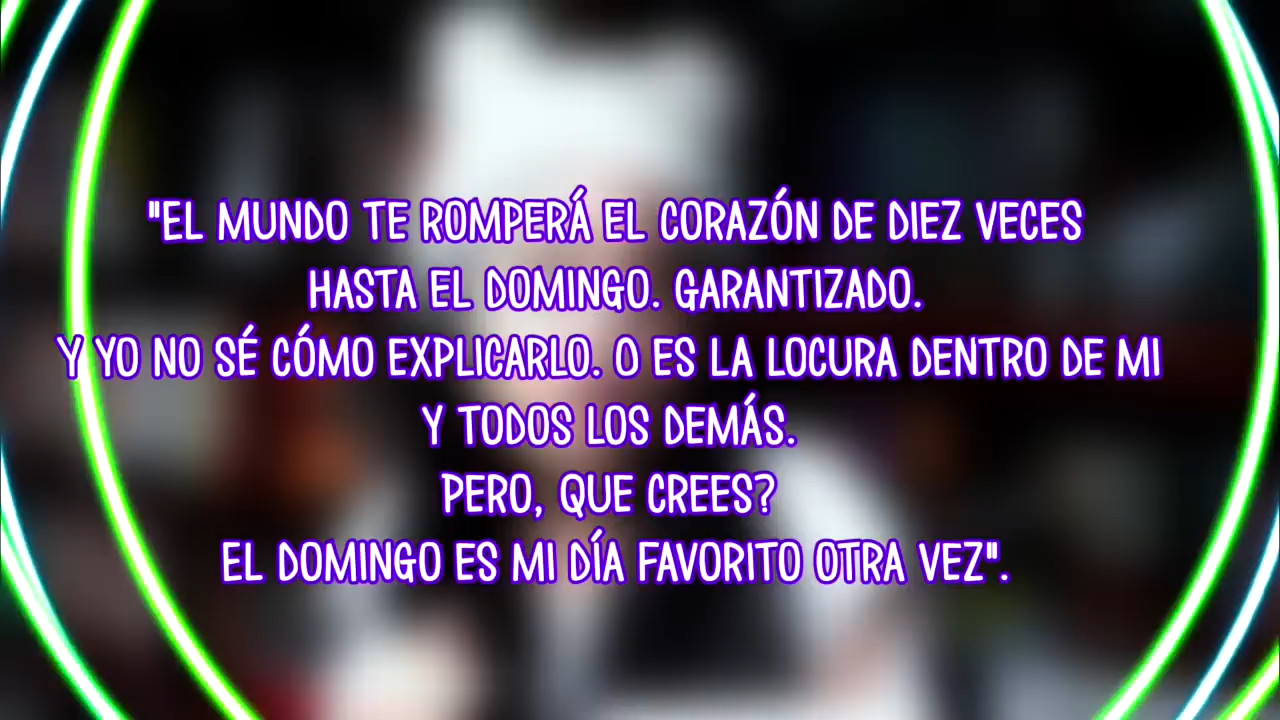 "EL MUNDO TE ROMPERÁ EL CORAZÓN DE DIEZ VECES
HASTA EL DOMINGO. GARANTIZADO.
Y YO NO SÉ CÓMO EXPLICARLO. O ES LA LOCURA DENTRO DE MI
Y TODOS LOS DEMÁS.
PERO, QUE CREES?
EL DOMINGO ES MI DÍA FAVORITO OTRA VEZ".